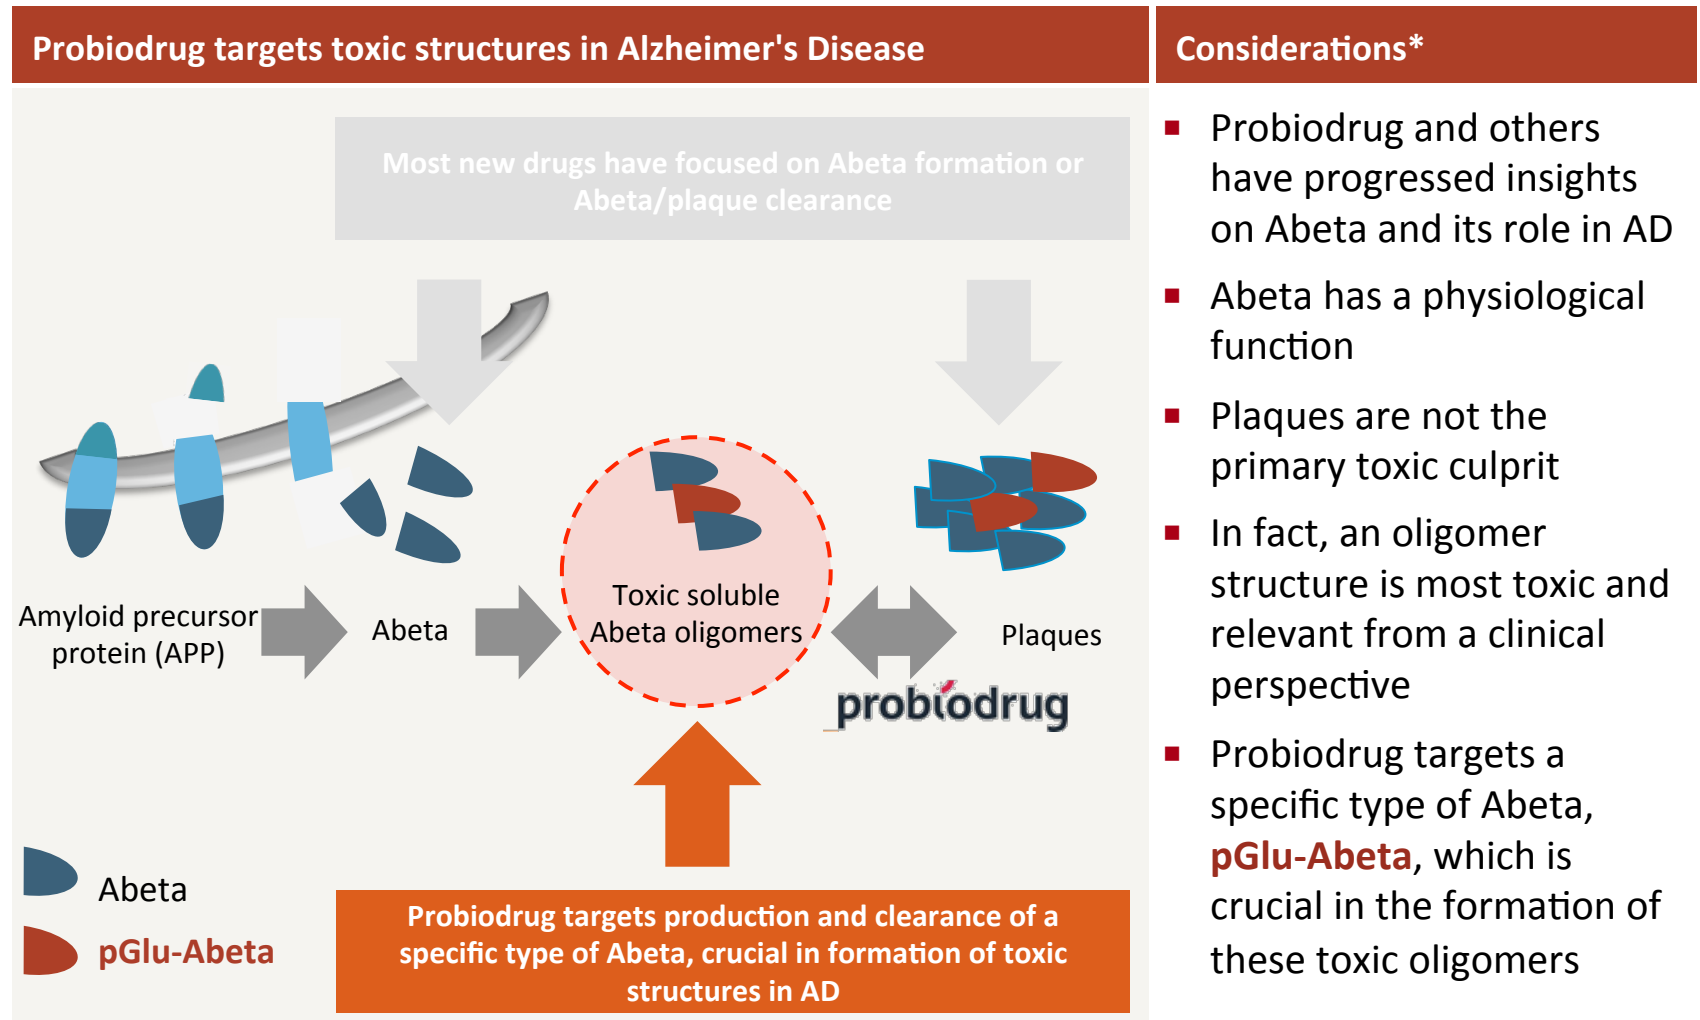 Probiodrug targets toxic structures in Alzheimer's Disease
Most new drugs have focused on Abeta formation or
Abeta/plaque clearance
Amyloid precursor
protein (APP)
Abeta
Toxic soluble
Abeta oligomers
Plaques
probiodrug
Abeta
pGlu-Abeta
Probiodrug targets production and clearance of a
specific type of Abeta, crucial in formation of toxic
structures in AD
Considerations*
▪ Probiodrug and others
have progressed insights
on Abeta and its role in AD
▪ Abeta has a physiological
function
▪ Plaques are not the
primary toxic culprit
▪ In fact, an oligomer
structure is most toxic and
relevant from a clinical
perspective
▪ Probiodrug targets a
specific type of Abeta,
pGlu-Abeta, which is
crucial in the formation of
these toxic oligomers